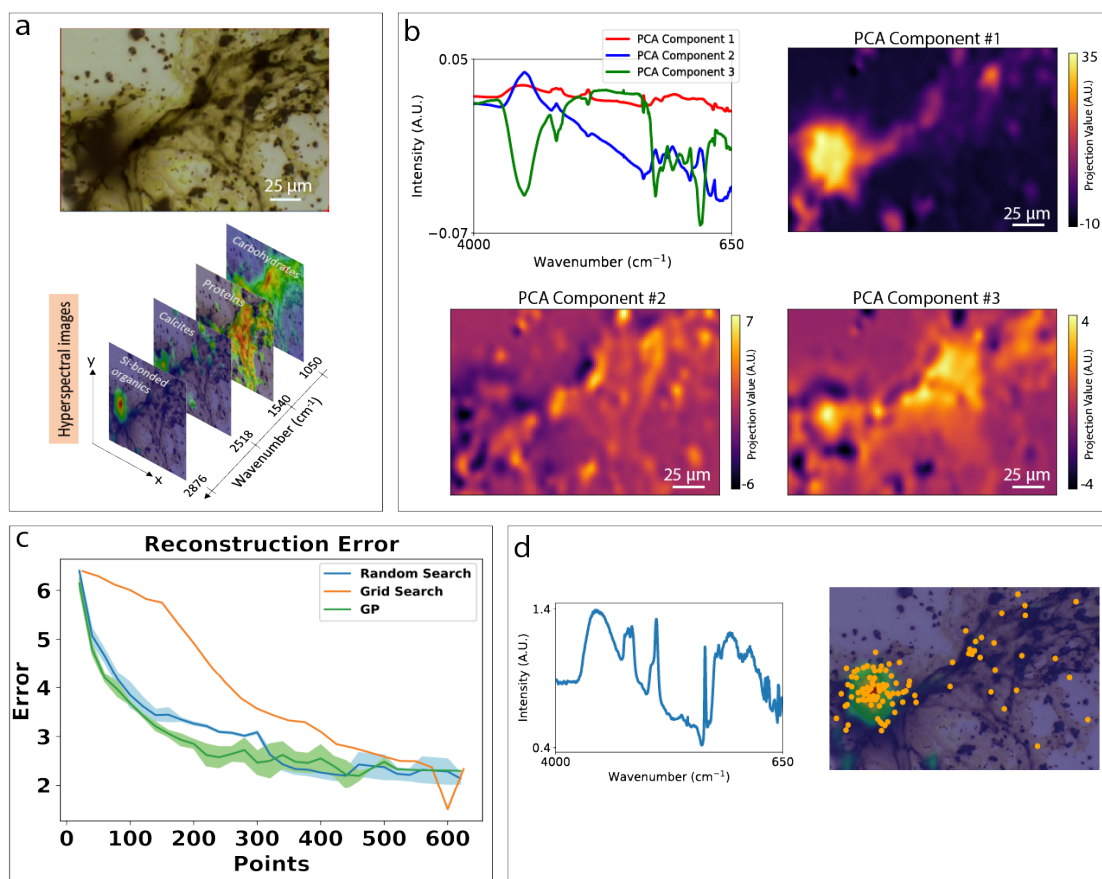 a
25 μm
Hyperspectral images
y
x
Si-bonded
organics
Calcites
Proteins
Carbohydrates
2876
2518
1540
1050
Wavenumber (cm⁻¹)
b
PCA Component 1
PCA Component 2
PCA Component 3
0.05
−0.07
Intensity (A.U.)
4000
650
Wavenumber (cm⁻¹)
PCA Component #1
25 μm
35
-10
Projection Value (A.U.)
PCA Component #2
25 μm
7
-6
Projection Value (A.U.)
PCA Component #3
25 μm
4
-4
Projection Value (A.U.)
c
Reconstruction Error
Random Search
Grid Search
GP
Error
6
5
4
3
2
0
100
200
300
400
500
600
Points
d
1.4
0.4
Intensity (A.U.)
4000
650
Wavenumber (cm⁻¹)